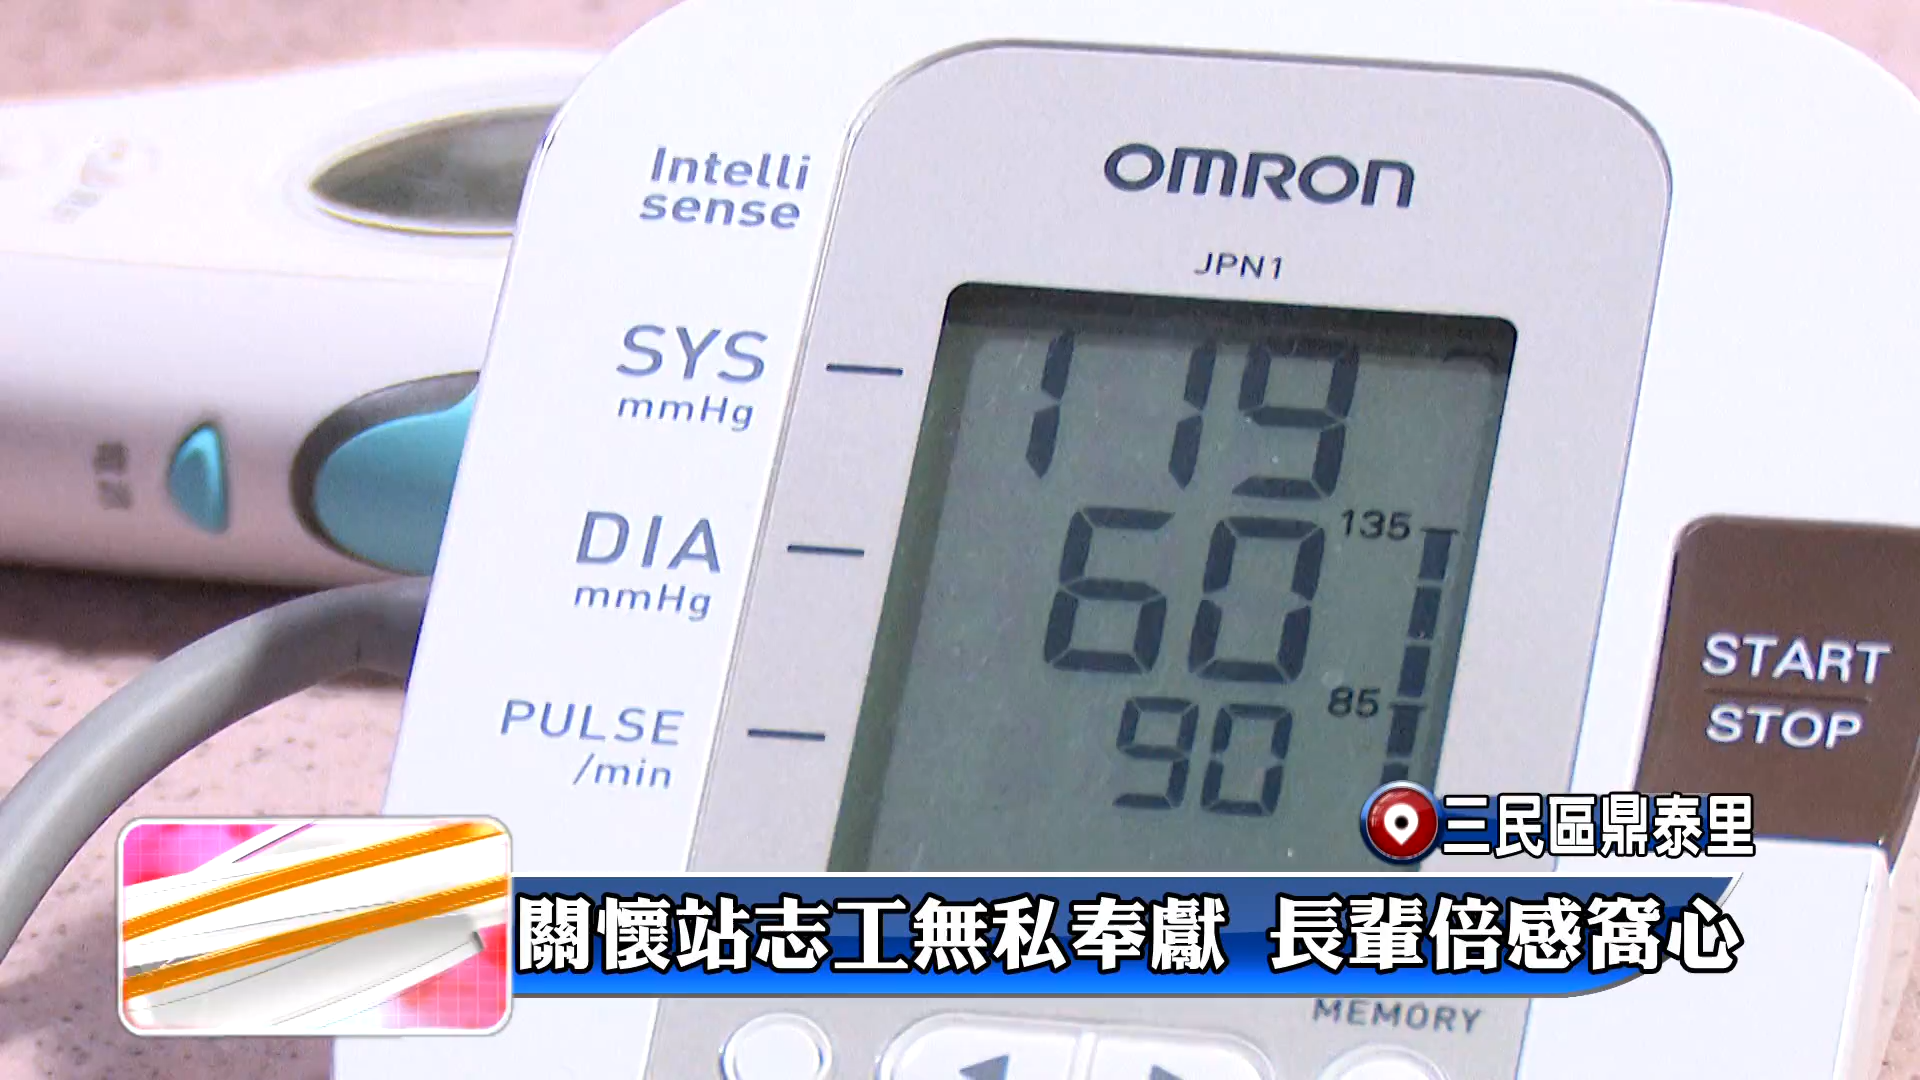 Intelli
sense
OMRON
JPN1
SYS
mmHg
119
DIA
mmHg
60
135
85
PULSE
/min
90
START
STOP
三民區鼎泰里
關懷站志工無私奉獻 長輩倍感窩心
MEMORY